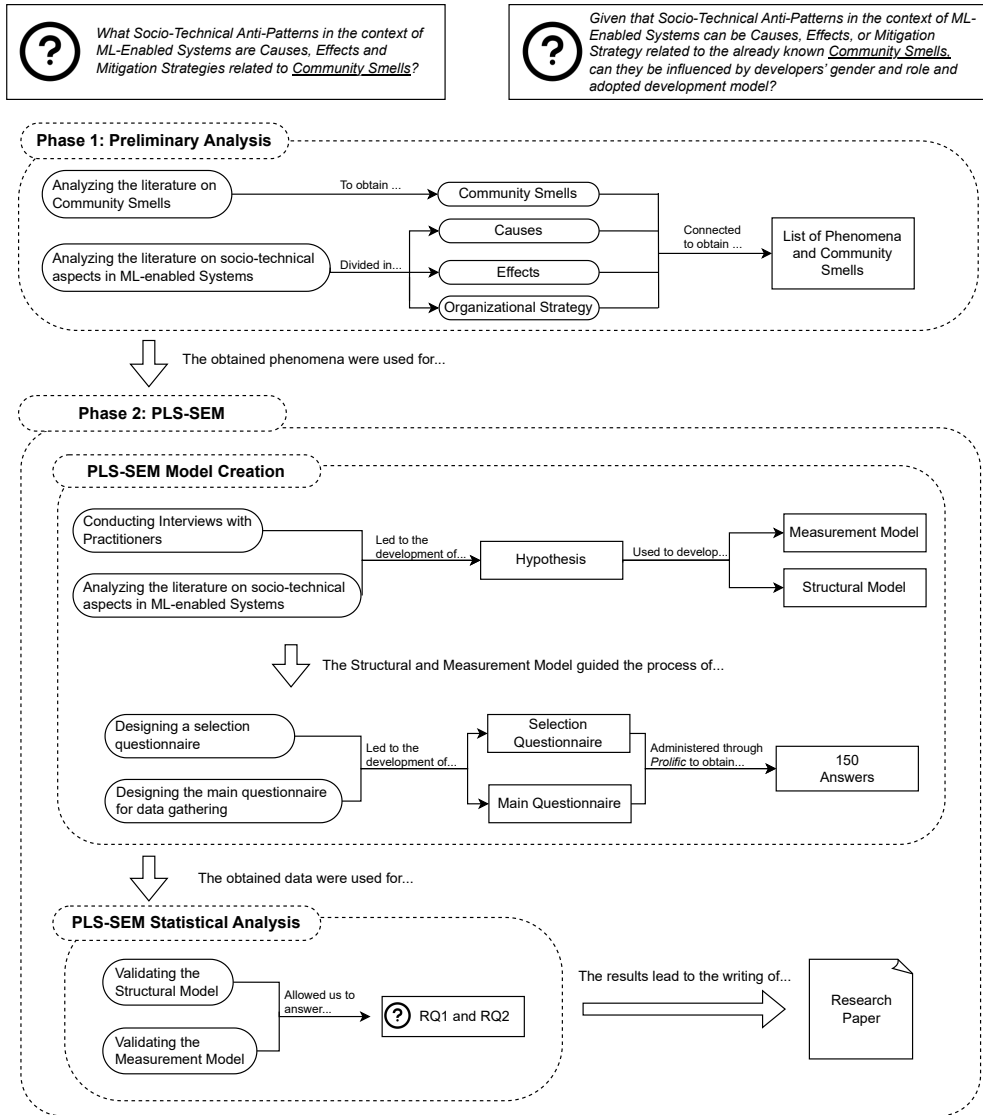 ?
What Socio-Technical Anti-Patterns in the context of
ML-Enabled Systems are Causes, Effects and
Mitigation Strategies related to Community Smells?
?
Given that Socio-Technical Anti-Patterns in the context of ML-
Enabled Systems can be Causes, Effects, or Mitigation
Strategy related to the already known Community Smells,
can they be influenced by developers' gender and role and
adopted development model?
Phase 1: Preliminary Analysis
Analyzing the literature on
Community Smells
To obtain ...
Community Smells
Analyzing the literature on socio-technical
aspects in ML-enabled Systems
Divided in...
Causes
Effects
Organizational Strategy
Connected
to obtain ...
List of Phenomena
and Community
Smells
The obtained phenomena were used for...
Phase 2: PLS-SEM
PLS-SEM Model Creation
Conducting Interviews with
Practitioners
Analyzing the literature on socio-technical
aspects in ML-enabled Systems
Led to the
development of...
Hypothesis
Used to develop...
Measurement Model
Structural Model
The Structural and Measurement Model guided the process of...
Designing a selection
questionnaire
Designing the main questionnaire
for data gathering
Led to the
development of...
Selection
Questionnaire
Main Questionnaire
Administered through
Prolific to obtain...
150
Answers
The obtained data were used for...
PLS-SEM Statistical Analysis
Validating the
Structural Model
Validating the
Measurement Model
Allowed us to
answer...
? RQ1 and RQ2
The results lead to the writing of...
Research
Paper